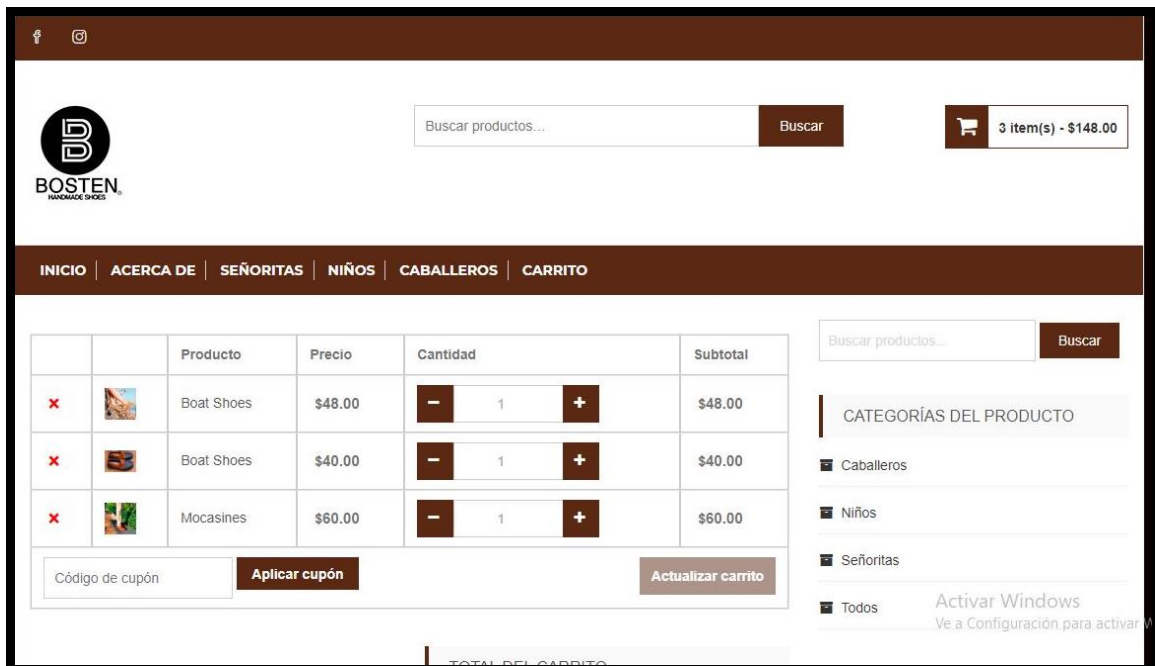 B
BOSTEN®
HANDMADE SHOES
Buscar productos...
Buscar
3 item(s) - $148.00
INICIO | ACERCA DE | SEÑORITAS | NIÑOS | CABALLEROS | CARRITO
Producto Precio Cantidad Subtotal
× Boat Shoes $48.00 − 1 + $48.00
× Boat Shoes $40.00 − 1 + $40.00
× Mocasines $60.00 − 1 + $60.00
Código de cupón
Aplicar cupón
Actualizar carrito
TOTAL DEL CARRITO
Buscar productos...
Buscar
CATEGORÍAS DEL PRODUCTO
Caballeros
Niños
Señoritas
Todos
Activar Windows
Ve a Configuración para activar W